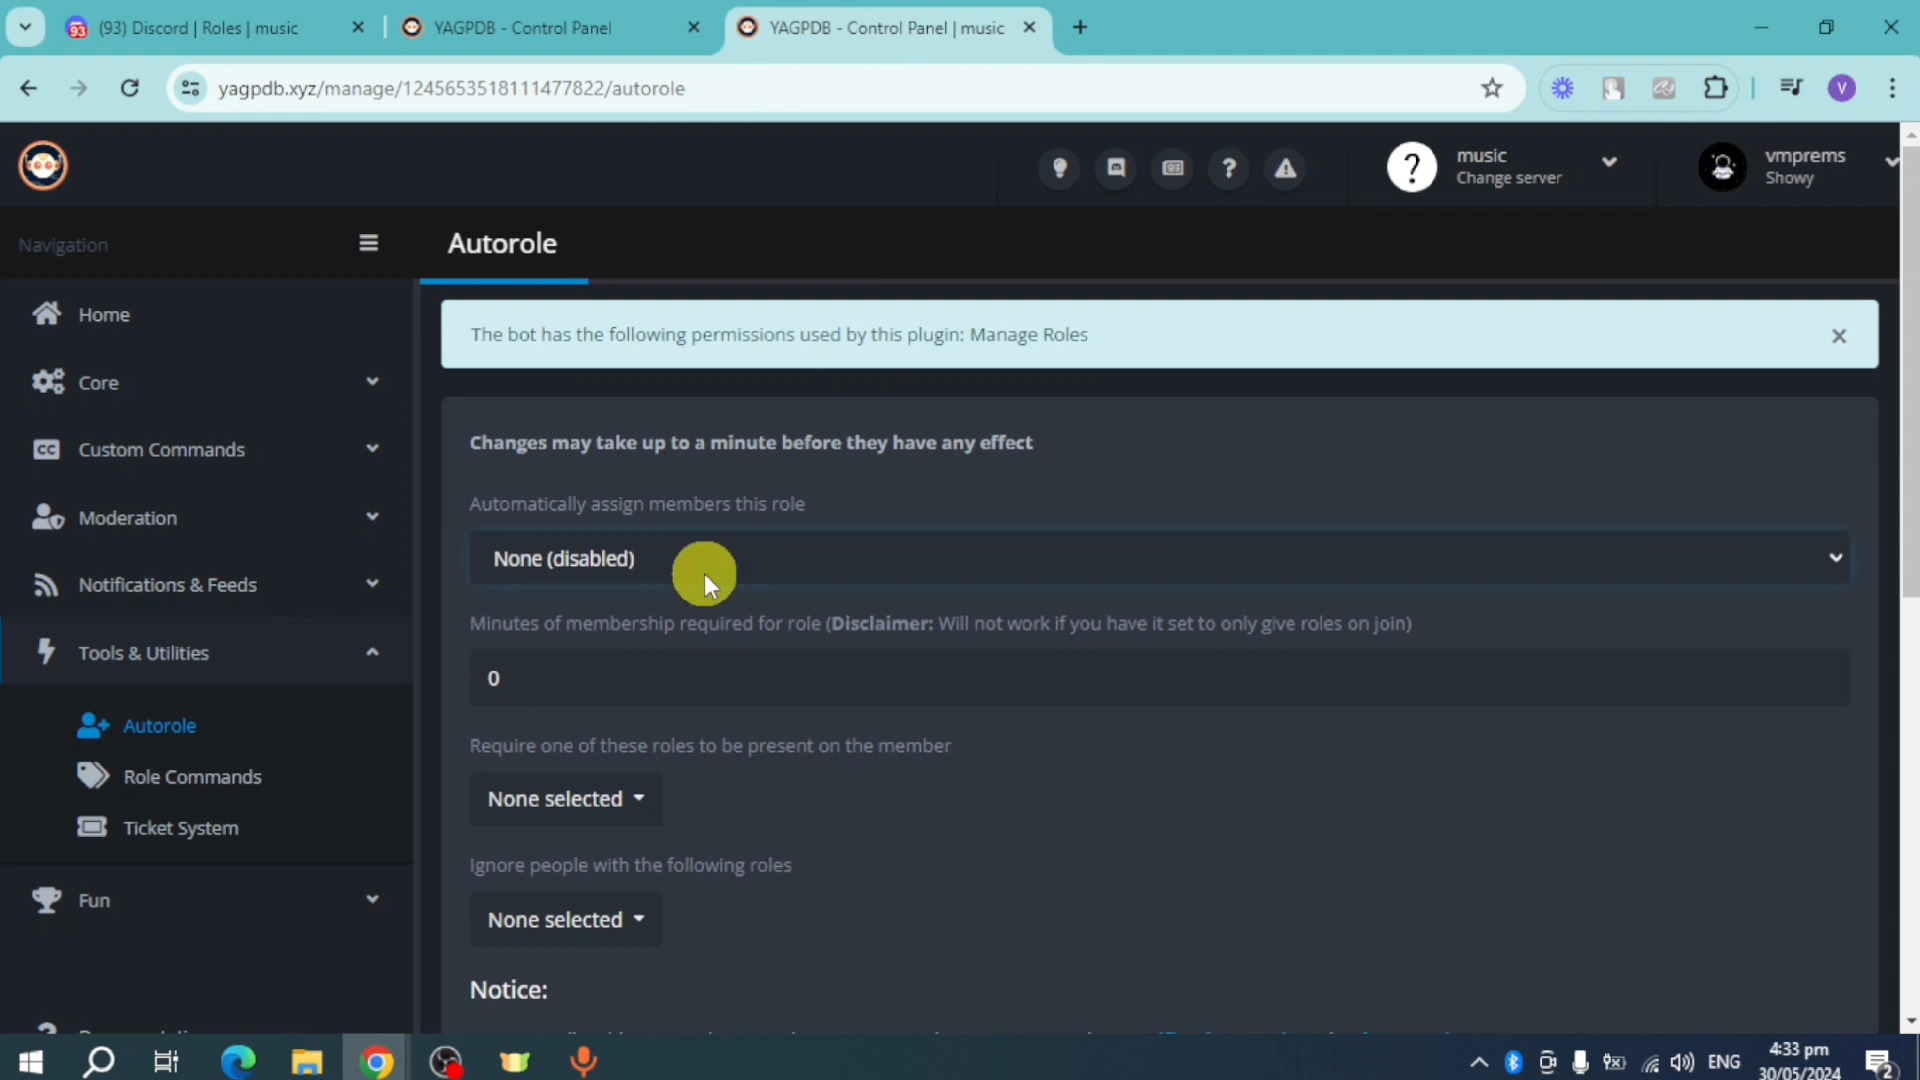 (93) Discord | Roles | music
YAGPDB - Control Panel
YAGPDB - Control Panel | music
yagpdb.xyz/manage/1245653518111477822/autorole
V
music
Change server
vmprems
Showy
Navigation
Autorole
Home
Core
Custom Commands
Moderation
Notifications & Feeds
Tools & Utilities
Autorole
Role Commands
Ticket System
Fun
The bot has the following permissions used by this plugin: Manage Roles
Changes may take up to a minute before they have any effect
Automatically assign members this role
None (disabled)
Minutes of membership required for role (Disclaimer: Will not work if you have it set to only give roles on join)
0
Require one of these roles to be present on the member
None selected
Ignore people with the following roles
None selected
Notice:
ENG
4:33 pm
30/05/2024
2